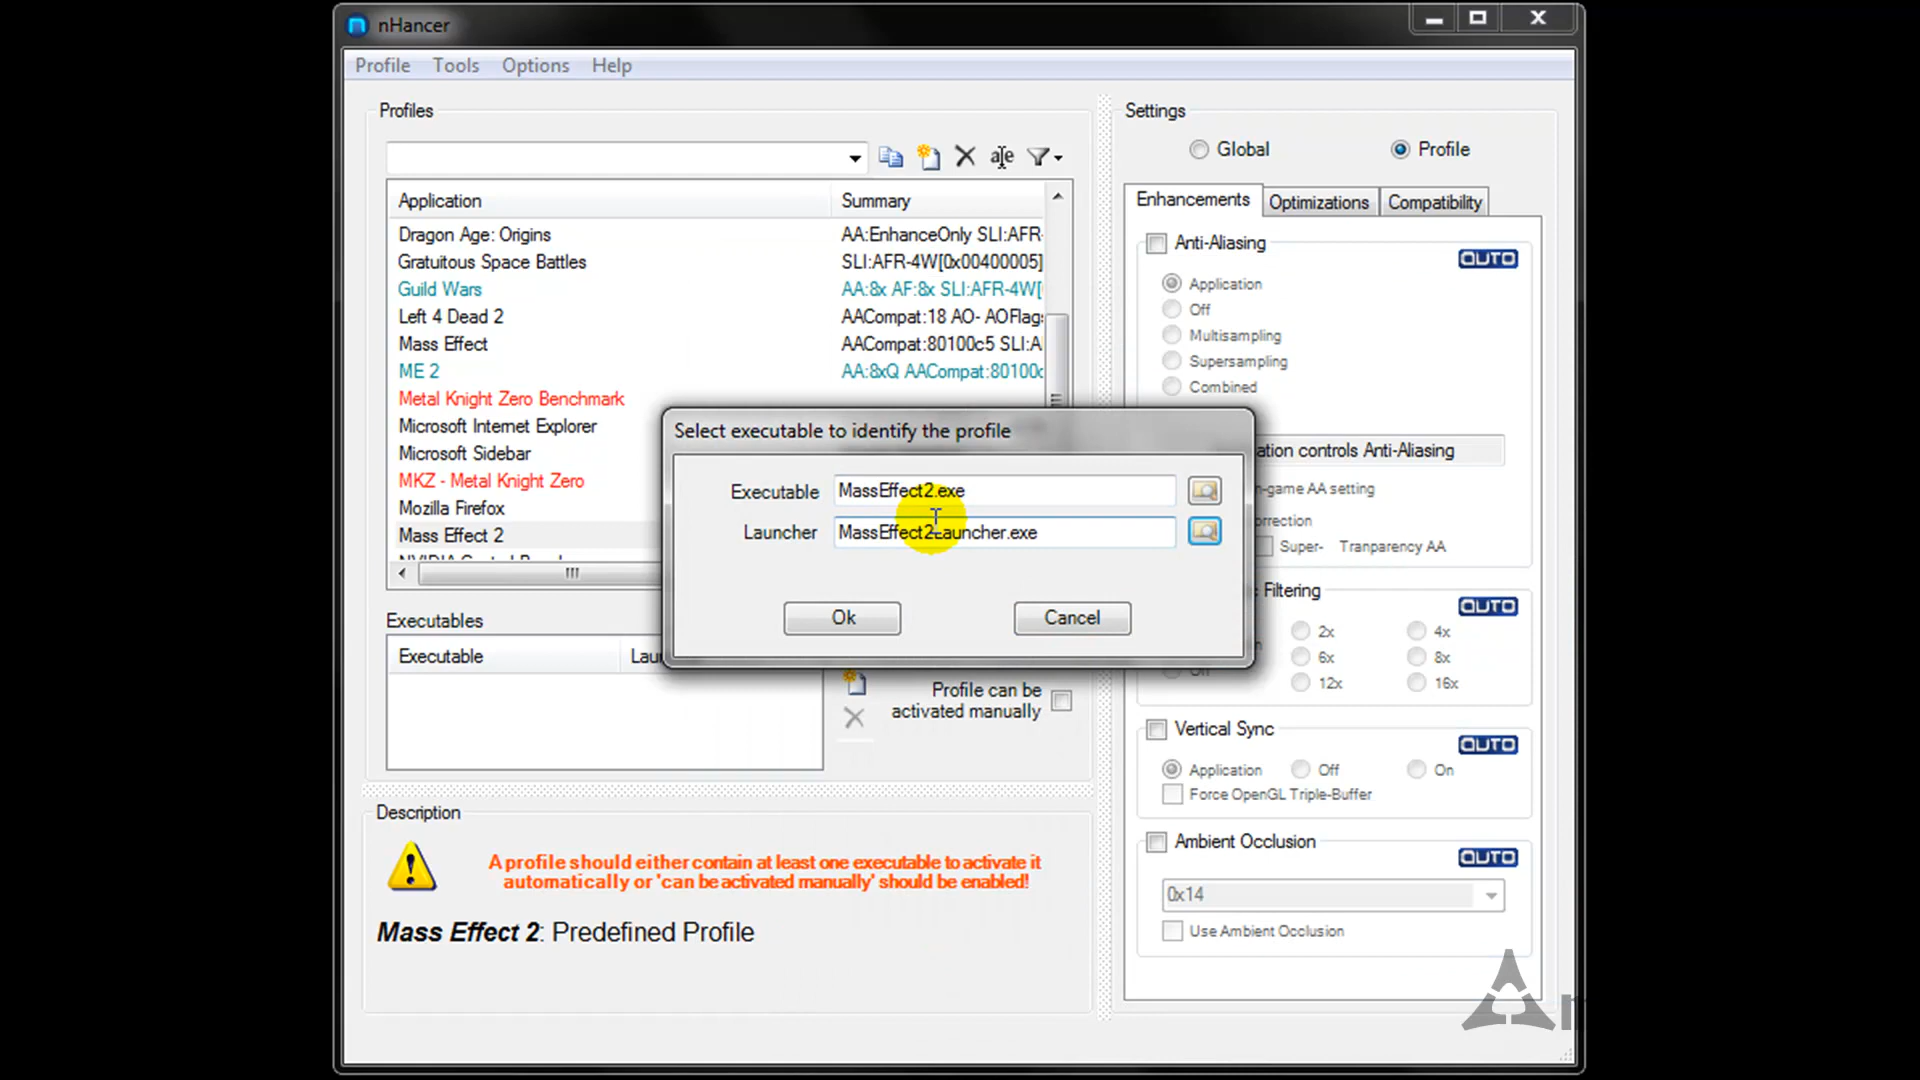 nHancer
Profile Tools Options Help
Profiles
Application Summary
Dragon Age: Origins AA:EnhanceOnly SLI:AFR-
Gratuitous Space Battles SLI:AFR-4W[0x00400005]
Guild Wars AA:8x AF:8x SLI:AFR-4W[
Left 4 Dead 2 AACompat:18 AO- AOFlags
Mass Effect AACompat:80100c5 SLI:A
ME 2 AA:8xQ AACompat:80100c
Metal Knight Zero Benchmark
Microsoft Internet Explorer
Microsoft Sidebar
MKZ - Metal Knight Zero
Mozilla Firefox
Mass Effect 2
Executables
Executable Lau
Profile can be
activated manually
Description
A profile should either contain at least one executable to activate it
automatically or 'can be activated manually' should be enabled!
Mass Effect 2: Predefined Profile
Select executable to identify the profile
Executable MassEffect2.exe
Launcher MassEffect2Launcher.exe
Ok Cancel
Settings
Global Profile
Enhancements Optimizations Compatibility
Anti-Aliasing AUTO
Application
Off
Multisampling
Supersampling
Combined
ation controls Anti-Aliasing
n-game AA setting
rrection
Super- Tranparency AA
Filtering AUTO
2x 4x
6x 8x
Off 12x 16x
Vertical Sync AUTO
Application Off On
Force OpenGL Triple-Buffer
Ambient Occlusion AUTO
0x14
Use Ambient Occlusion